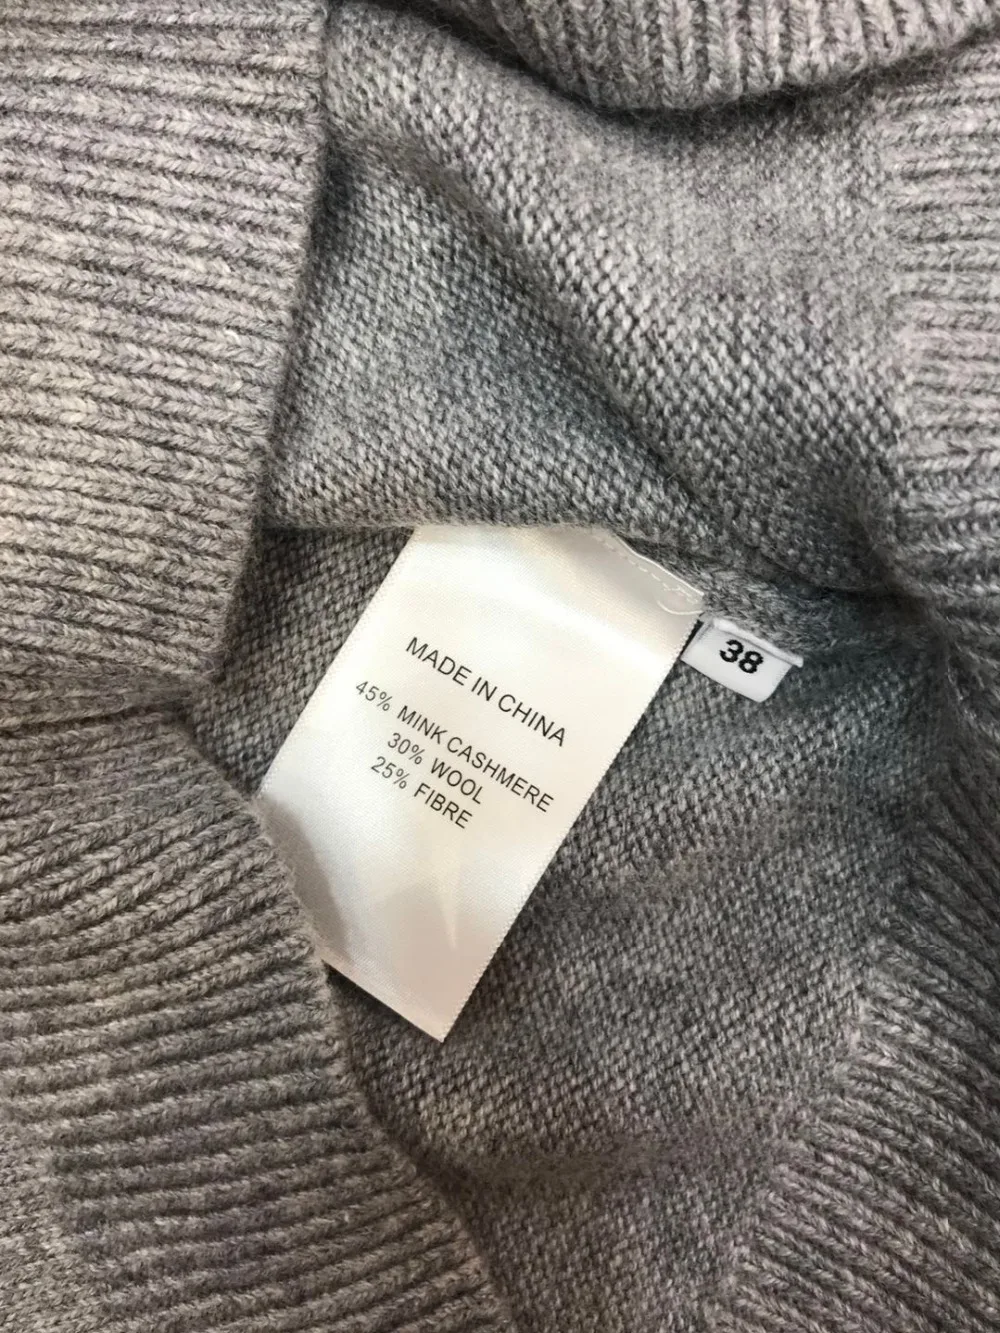 MADE IN CHINA
45% MINK CASHMERE
30% WOOL
25% FIBRE
38